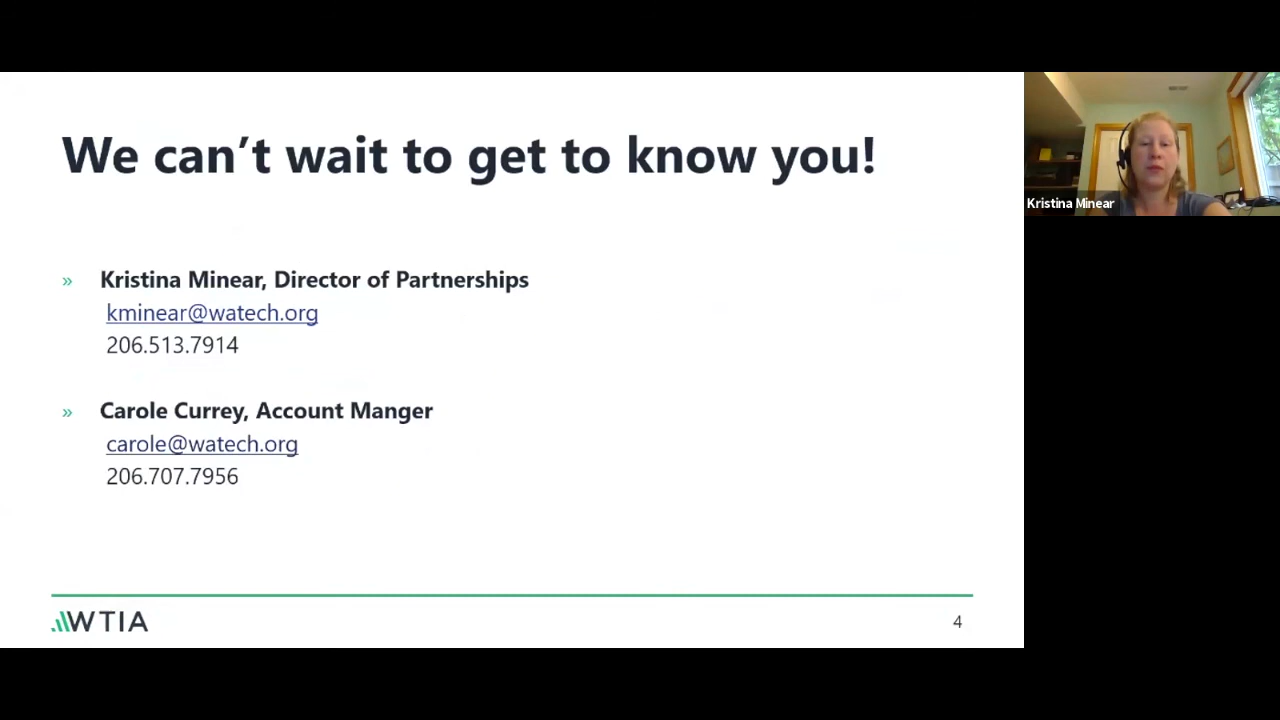 We can't wait to get to know you!
Kristina Minear
» Kristina Minear, Director of Partnerships
kminear@watech.org
206.513.7914
» Carole Currey, Account Manger
carole@watech.org
206.707.7956
WTIA
4